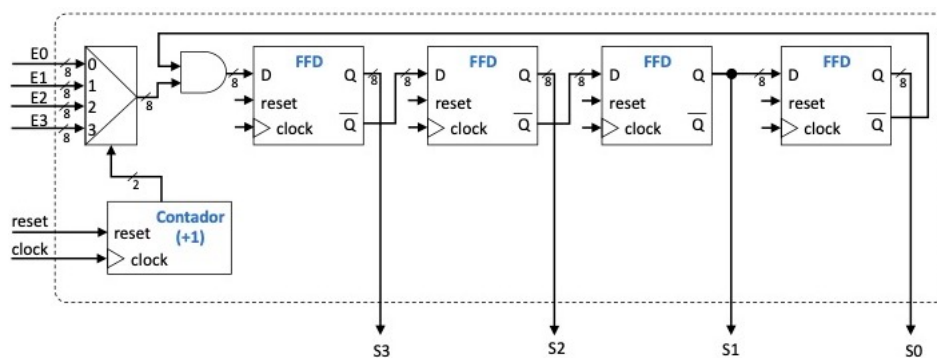 E0
8
0
E1
8
1
E2
8
2
E3
8
3
8
8
2
FFD
D
Q
8
reset
Q
clock
FFD
8
D
Q
8
reset
Q
clock
FFD
8
D
Q
reset
Q
clock
FFD
8
D
Q
8
reset
Q
clock
reset
clock
Contador
(+1)
reset
clock
S3
S2
S1
S0